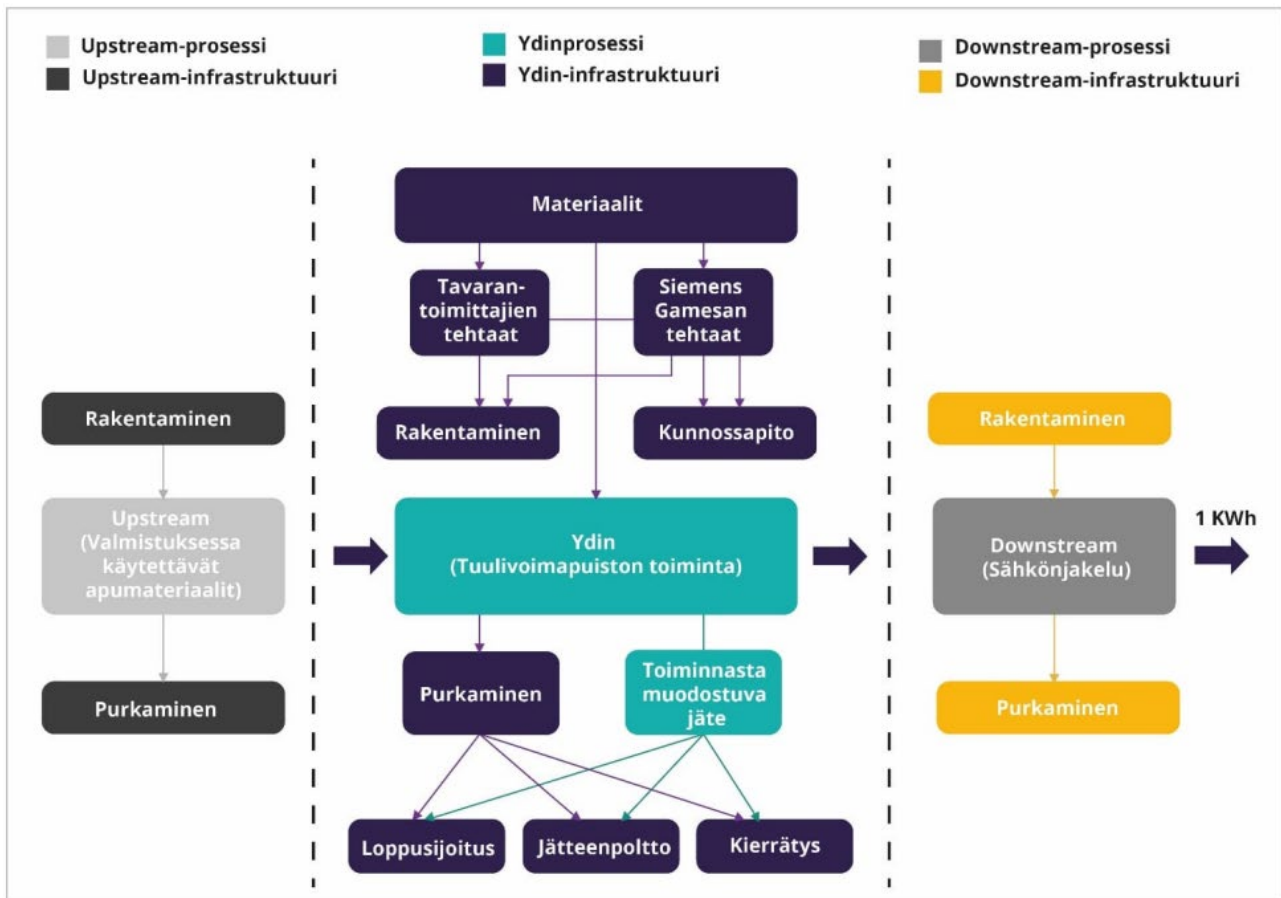 Upstream-prosessi
Upstream-infrastruktuuri
Ydinprosessi
Ydin-infrastruktuuri
Downstream-prosessi
Downstream-infrastruktuuri
Materiaalit
Tavaran-
toimittajien
tehtaat
Siemens
Gamesan
tehtaat
Rakentaminen
Kunnossapito
Rakentaminen
Upstream
(Valmistuksessa
käytettävät
apumateriaalit)
Purkaminen
Ydin
(Tuulivoimapuiston toiminta)
Purkaminen
Toiminnasta
muodostuva
jäte
Loppusijoitus
Jätteenpoltto
Kierrätys
Rakentaminen
Downstream
(Sähkönjakelu)
Purkaminen
1 KWh